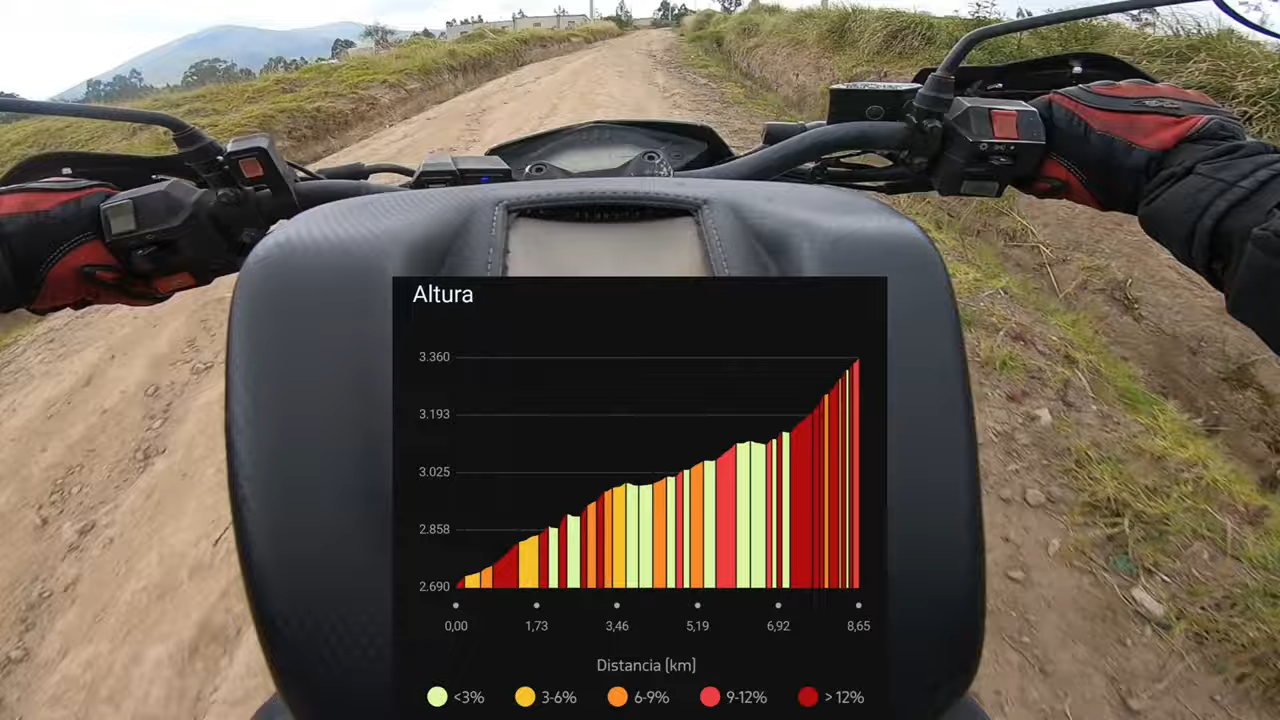 Altura
3.360
3.193
3.025
2.858
2.690
0,00 1,73 3,46 5,19 6,92 8,65
Distancia [km]
<3% 3-6% 6-9% 9-12% > 12%